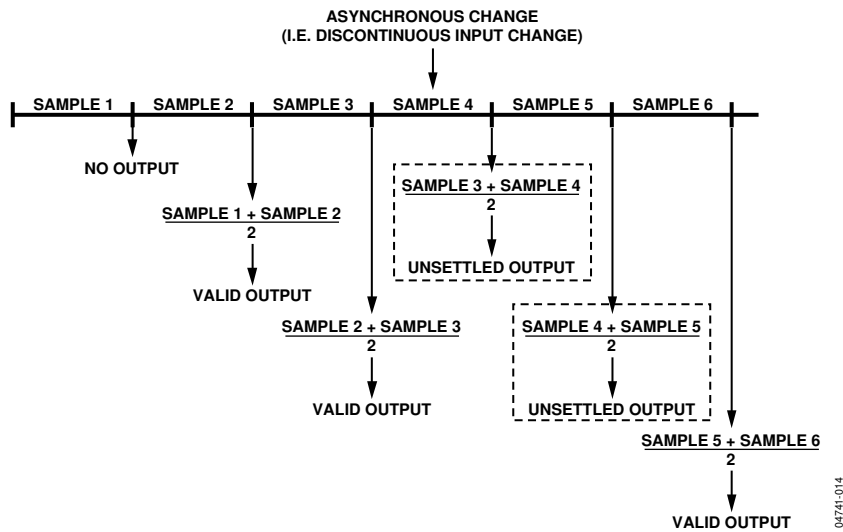 ASYNCHRONOUS CHANGE
(I.E. DISCONTINUOUS INPUT CHANGE)
SAMPLE 1 SAMPLE 2 SAMPLE 3 SAMPLE 4 SAMPLE 5 SAMPLE 6
NO OUTPUT
SAMPLE 1 + SAMPLE 2
2
VALID OUTPUT
SAMPLE 2 + SAMPLE 3
2
VALID OUTPUT
SAMPLE 3 + SAMPLE 4
2
UNSETTLED OUTPUT
SAMPLE 4 + SAMPLE 5
2
UNSETTLED OUTPUT
SAMPLE 5 + SAMPLE 6
2
VALID OUTPUT
04741-014